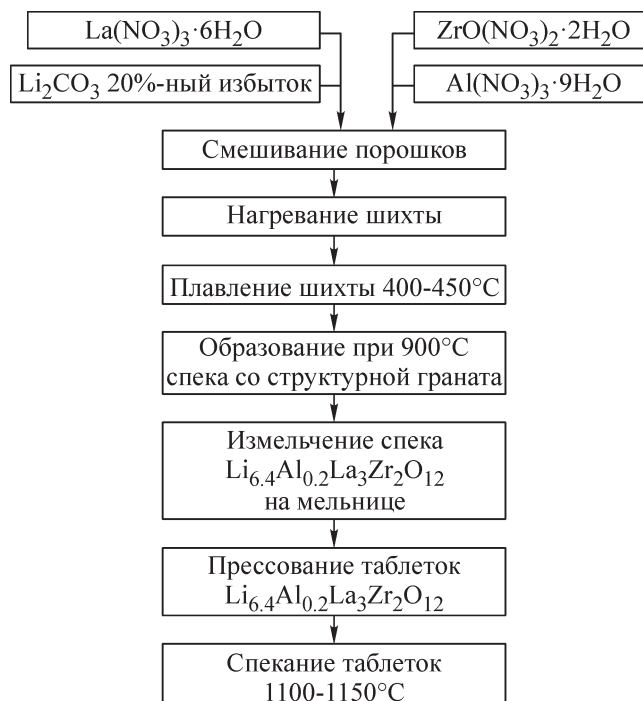 La(NO₃)₃·6H₂O
ZrO(NO₃)₂·2H₂O
Li₂CO₃ 20%-ный избыток
Al(NO₃)₃·9H₂O
Смешивание порошков
Нагревание шихты
Плавление шихты 400-450°C
Образование при 900°C
спека со структурной граната
Измельчение спека
Li₆.₄Al₀.₂La₃Zr₂O₁₂
на мельнице
Прессование таблеток
Li₆.₄Al₀.₂La₃Zr₂O₁₂
Спекание таблеток
1100-1150°C